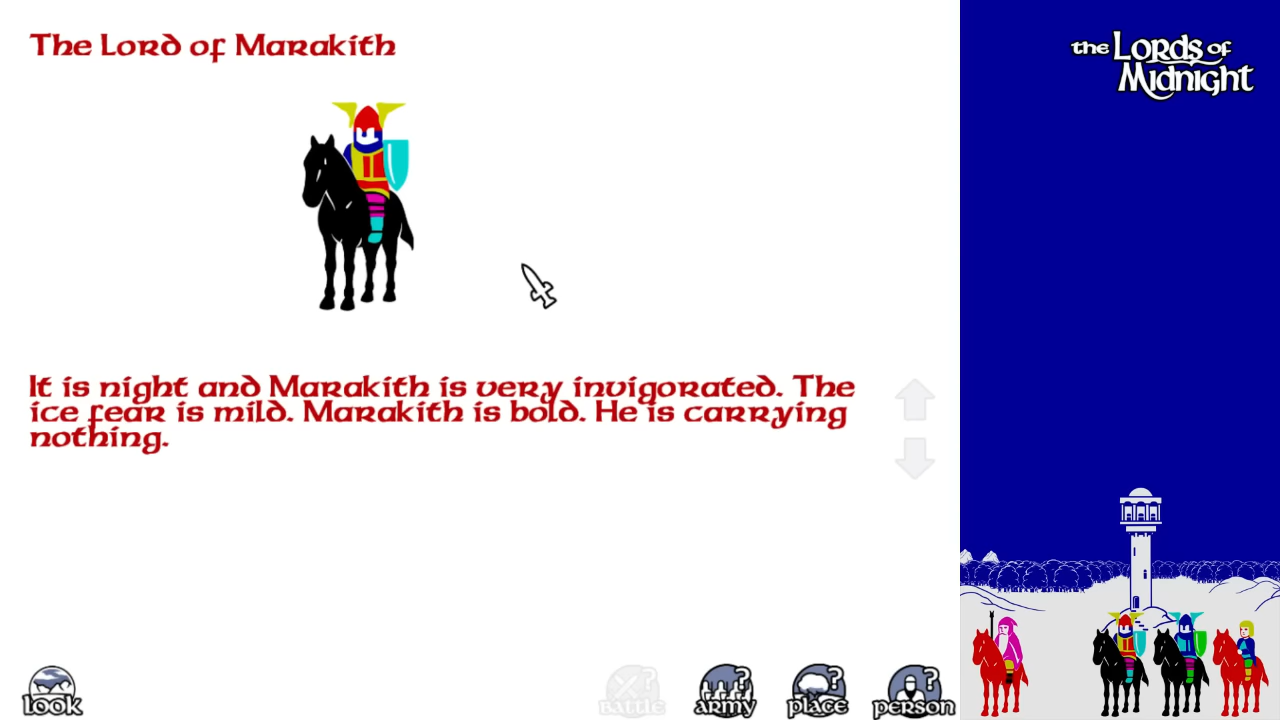 The Lord of Marakith
the Lords of
Midnight
It is night and Marakith is very invigorated. The
ice fear is mild. Marakith is bold. He is carrying
nothing.
look
BATTLE
?
army
?
place
?
person
?